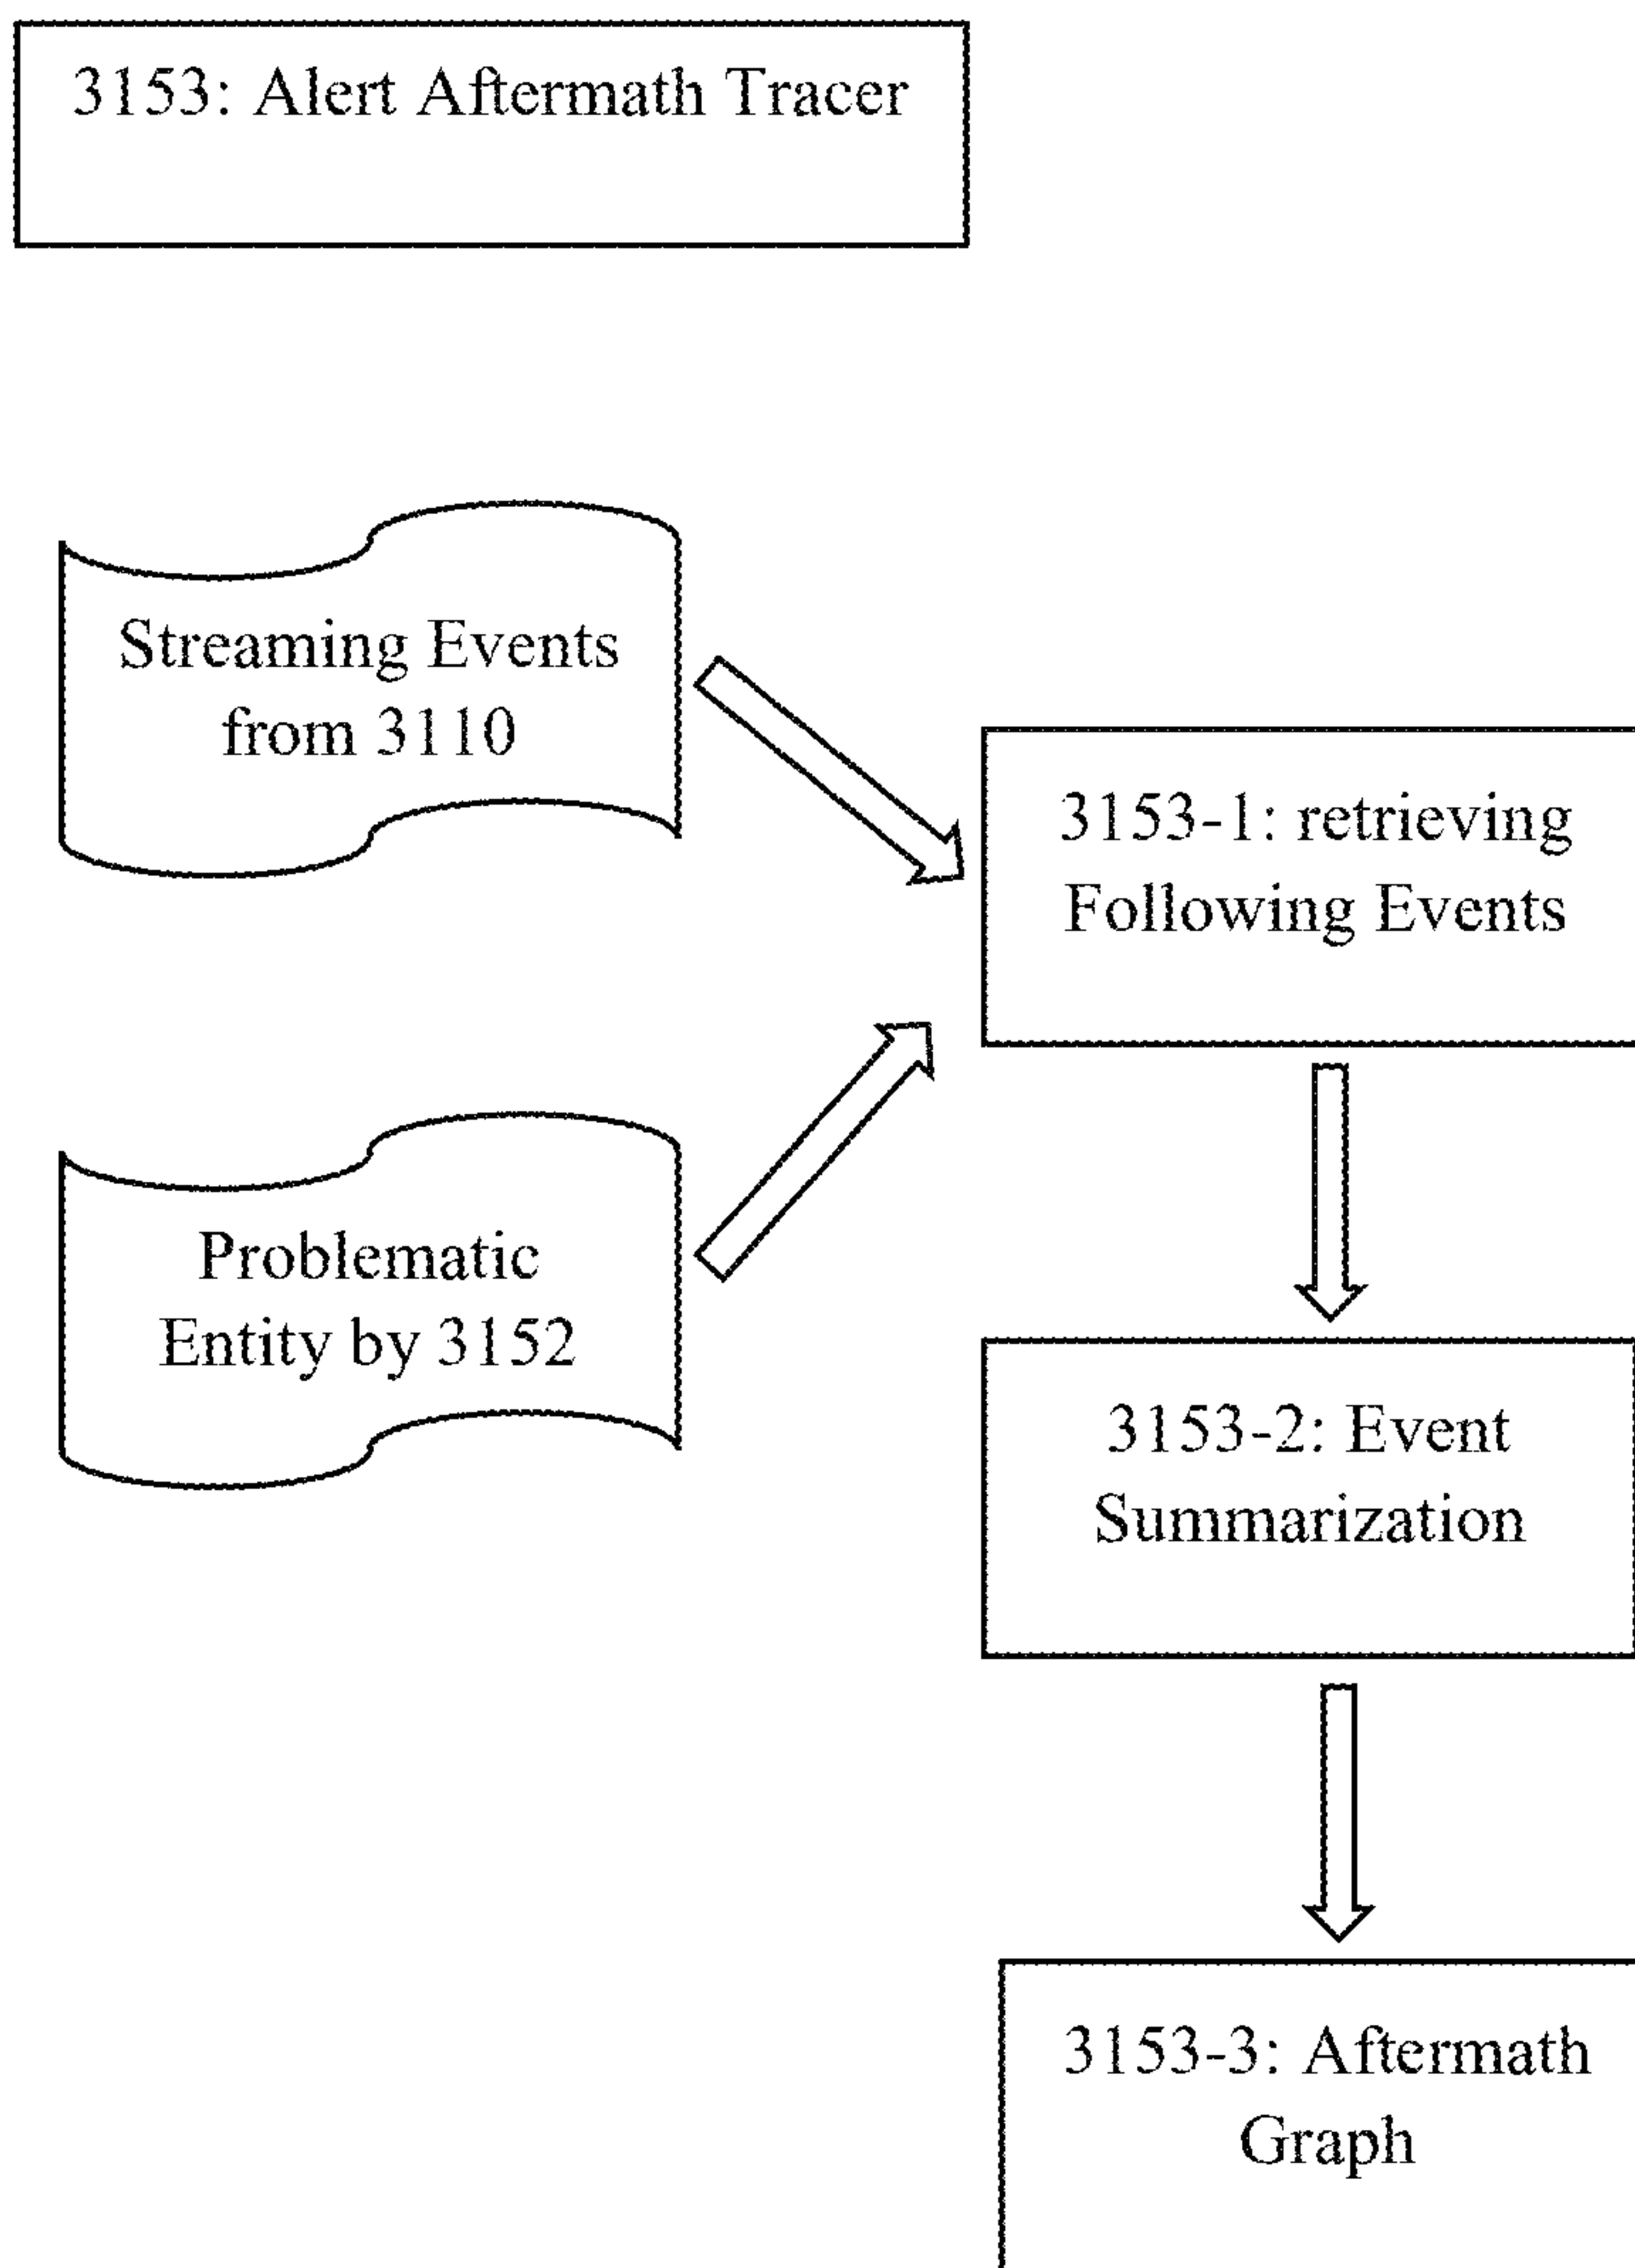 3153: Alert Aftermath Tracer
Streaming Events
from 3110
3153-1: retrieving
Following Events
Problematic
Entity by 3152
3153-2: Event
Summarization
3153-3: Aftermath
Graph